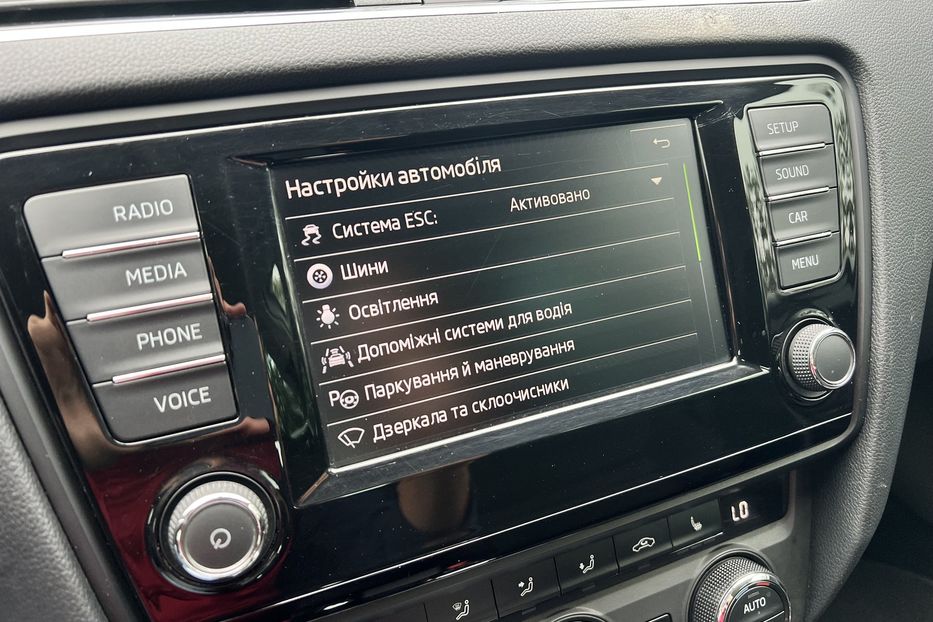 RADIO
MEDIA
PHONE
VOICE
Настройки автомобіля
Система ESC: Активовано
Шини
Освітлення
Допоміжні системи для водія
P Паркування й маневрування
Дзеркала та склоочисники
SETUP
SOUND
CAR
MENU
LO
AUTO